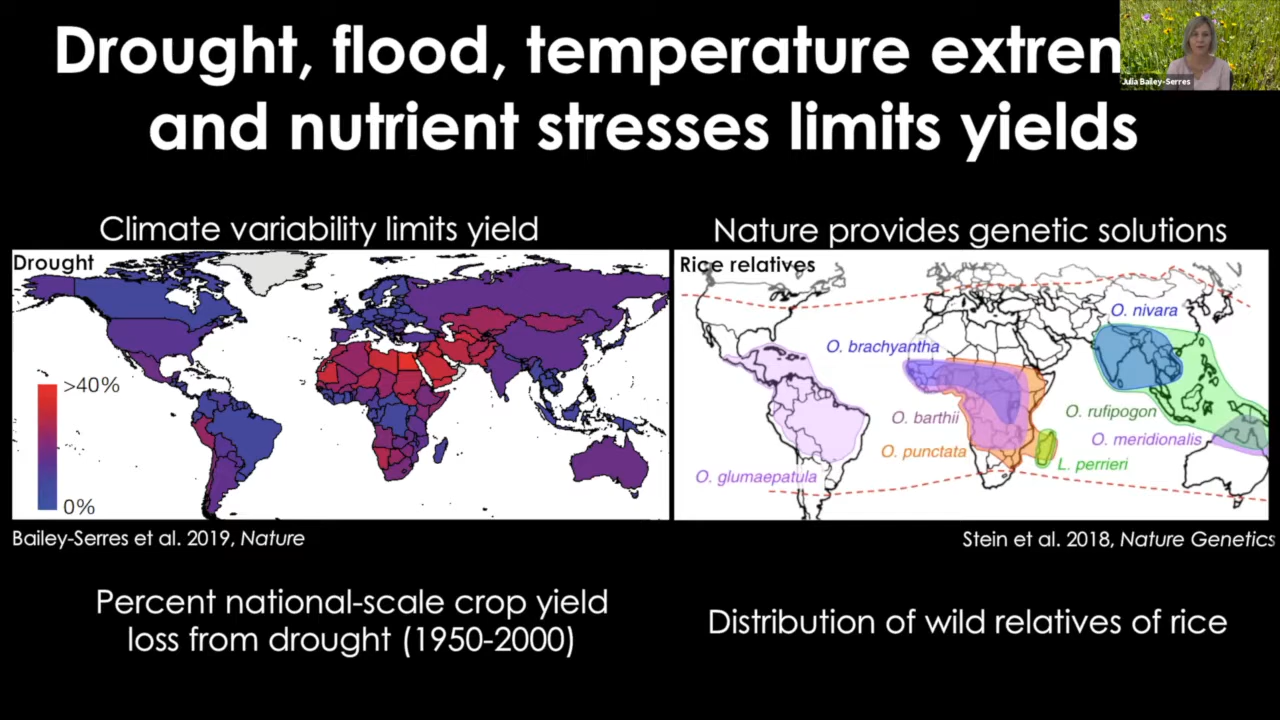 Drought, flood, temperature extrem
and nutrient stresses limits yields
Julia Bailey-Serres
Climate variability limits yield
Drought
>40%
0%
Bailey-Serres et al. 2019, Nature
Percent national-scale crop yield
loss from drought (1950-2000)
Nature provides genetic solutions
Rice relatives
O. nivara
O. brachyantha
O. barthii
O. rufipogon
O. punctata
O. meridionalis
L. perrieri
O. glumaepatula
Stein et al. 2018, Nature Genetics
Distribution of wild relatives of rice